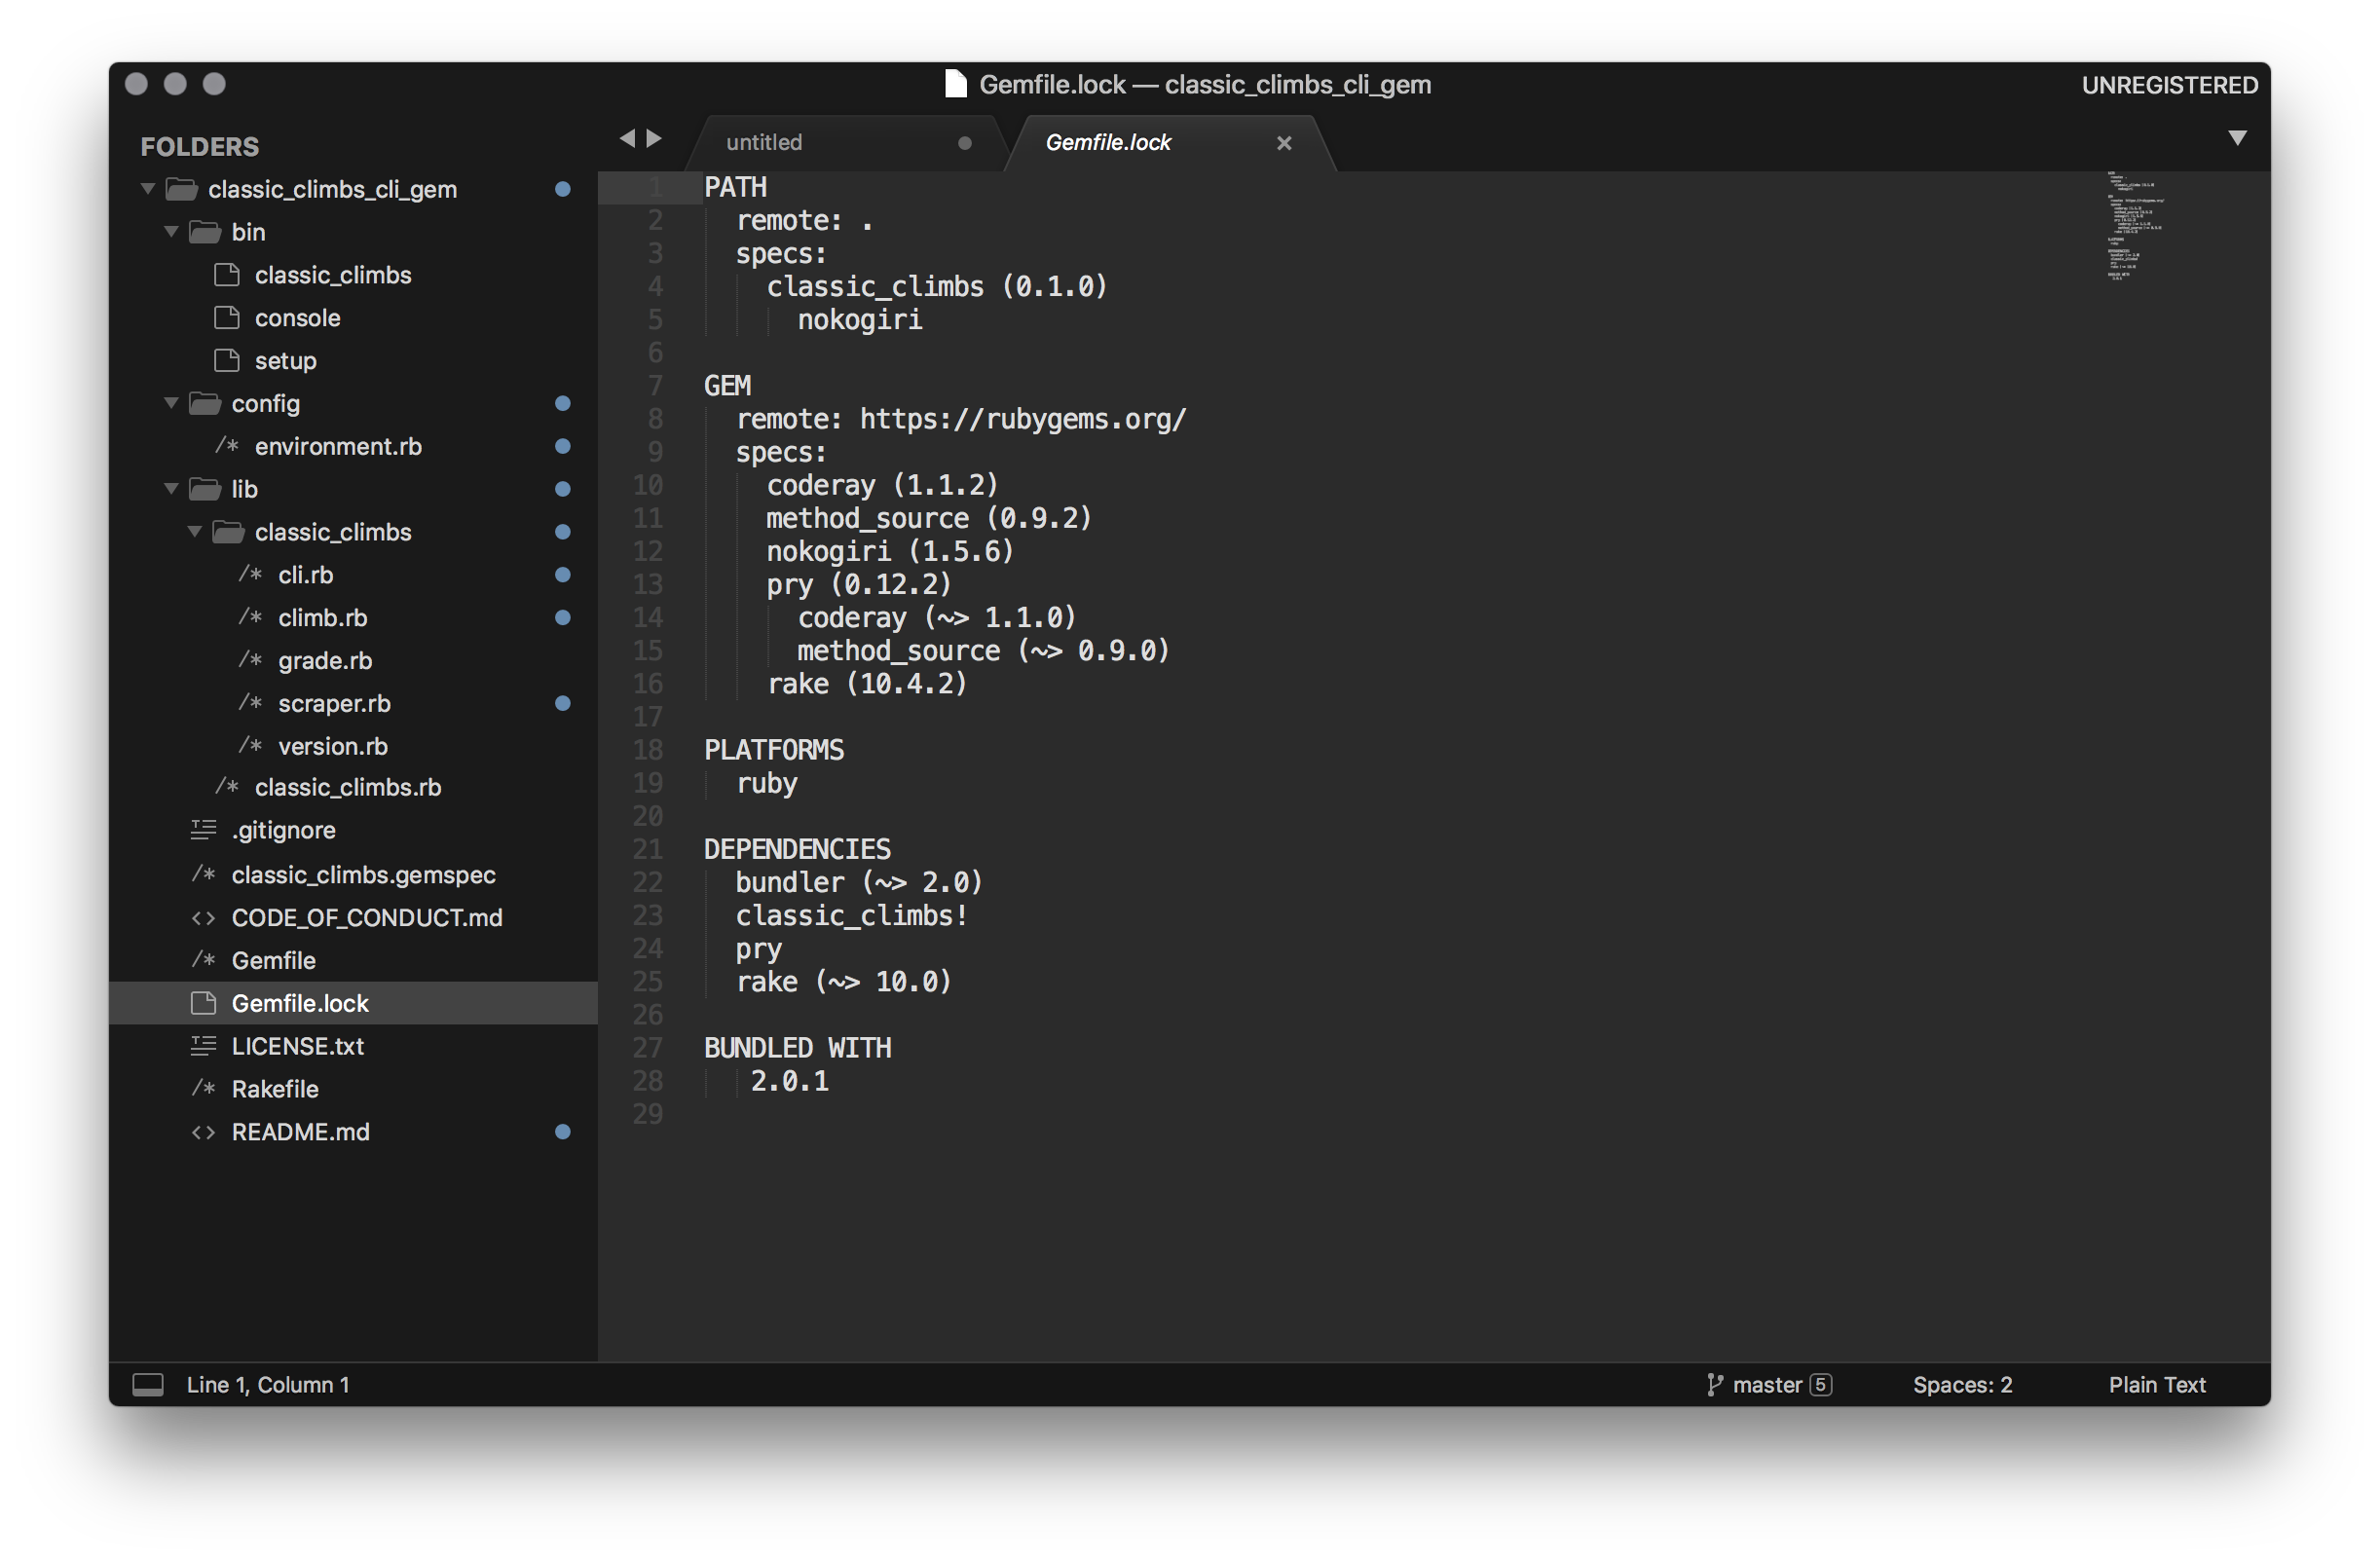 Gemfile.lock — classic_climbs_cli_gem
UNREGISTERED
FOLDERS
classic_climbs_cli_gem
bin
classic_climbs
console
setup
config
environment.rb
lib
classic_climbs
cli.rb
climb.rb
grade.rb
scraper.rb
version.rb
classic_climbs.rb
.gitignore
classic_climbs.gemspec
CODE_OF_CONDUCT.md
Gemfile
Gemfile.lock
LICENSE.txt
Rakefile
README.md
untitled
Gemfile.lock
1 PATH
2 remote: .
3 specs:
4 classic_climbs (0.1.0)
5 nokogiri
6
7 GEM
8 remote: https://rubygems.org/
9 specs:
10 coderay (1.1.2)
11 method_source (0.9.2)
12 nokogiri (1.5.6)
13 pry (0.12.2)
14 coderay (~> 1.1.0)
15 method_source (~> 0.9.0)
16 rake (10.4.2)
17
18 PLATFORMS
19 ruby
20
21 DEPENDENCIES
22 bundler (~> 2.0)
23 classic_climbs!
24 pry
25 rake (~> 10.0)
26
27 BUNDLED WITH
28 2.0.1
29
Line 1, Column 1
master 5
Spaces: 2
Plain Text